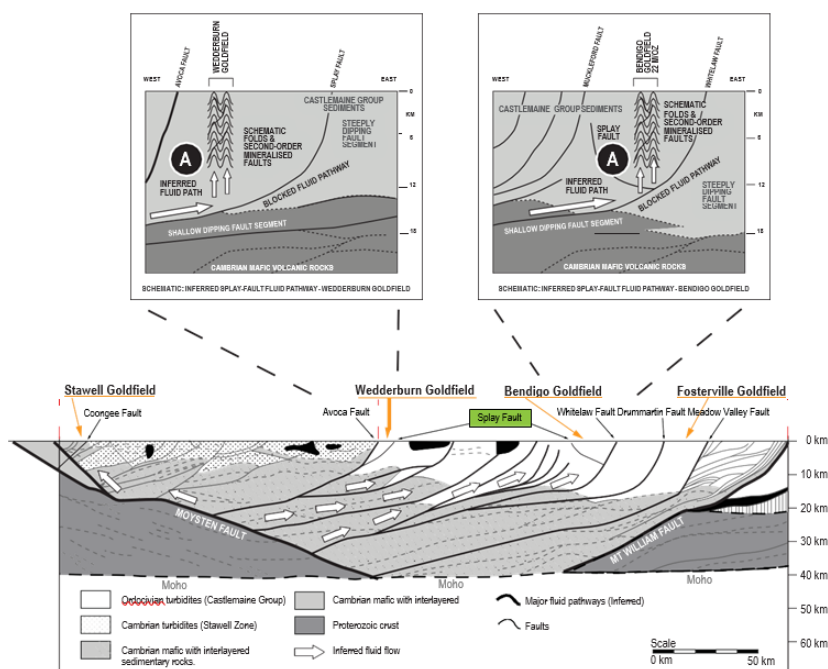 WEDDERBURN
GOLDFIELD
AVOCA FAULT
SPLAY FAULT
WEST
EAST
CASTLEMAINE GROUP
SEDIMENTS
0
KM
STEEPLY
DIPPING
FAULT
SEGMENT
6
SCHEMATIC
FOLDS &
SECOND-ORDER
MINERALISED
FAULTS
A
INFERRED
FLUID PATH
BLOCKED FLUID PATHWAY
12
SHALLOW DIPPING FAULT SEGMENT
18
CAMBRIAN MAFIC VOLCANIC ROCKS
SCHEMATIC: INFERRED SPLAY-FAULT FLUID PATHWAY - WEDDERBURN GOLDFIELD
BENDIGO
GOLDFIELD
22 M/OZ
MUCKLEFORD FAULT
WHITELAW FAULT
WEST
EAST
CASTLEMAINE GROUP SEDIMENTS
0
KM
SCHEMATIC
FOLDS &
SECOND-ORDER
MINERALISED
FAULTS
6
SPLAY
FAULT
A
INFERRED
FLUID PATH
BLOCKED FLUID PATHWAY
STEEPLY
DIPPING
FAULT
SEGMENT
12
SHALLOW DIPPING FAULT SEGMENT
18
CAMBRIAN MAFIC VOLCANIC ROCKS
SCHEMATIC: INFERRED SPLAY-FAULT FLUID PATHWAY - BENDIGO GOLDFIELD
Stawell Goldfield
Wedderburn Goldfield
Bendigo Goldfield
Fosterville Goldfield
Coongee Fault
Avoca Fault
Splay Fault
Whitelaw Fault
Drummartin Fault
Meadow Valley Fault
0 km
10 km
20 km
30 km
40 km
50 km
60 km
MOYSTEN FAULT
MT WILLIAM FAULT
Moho
Moho
Moho
Ordocivian turbidites (Castlemaine Group)
Cambrian turbidites (Stawell Zone)
Cambrian mafic with interlayered
sedimentary rocks.
Cambrian mafic with interlayered
Proterozoic crust
Inferred fluid flow
Major fluid pathways (Inferred)
Faults
Scale
0 km
50 km